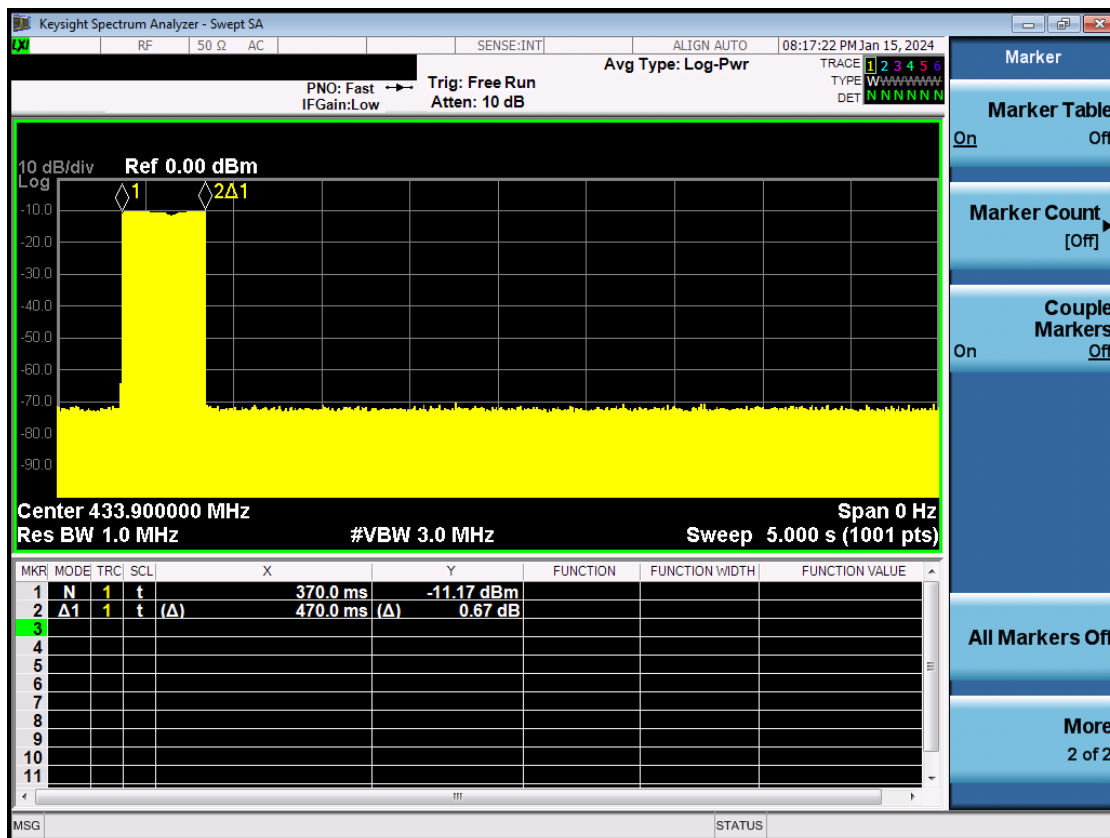 Keysight Spectrum Analyzer - Swept SA
LXI RF 50 Ω AC SENSE:INT ALIGN AUTO 08:17:22 PM Jan 15, 2024
Avg Type: Log-Pwr
TRACE 1 2 3 4 5 6
PNO: Fast Trig: Free Run
TYPE WWWWWW
IFGain:Low Atten: 10 dB
DET N N N N N N
10 dB/div Ref 0.00 dBm
Log
1 2Δ1
-10.0
-20.0
-30.0
-40.0
-50.0
-60.0
-70.0
-80.0
-90.0
Center 433.900000 MHz Span 0 Hz
Res BW 1.0 MHz #VBW 3.0 MHz Sweep 5.000 s (1001 pts)
MKR MODE TRC SCL X Y FUNCTION FUNCTION WIDTH FUNCTION VALUE
1 N 1 t 370.0 ms -11.17 dBm
2 Δ1 1 t (Δ) 470.0 ms (Δ) 0.67 dB
3
4
5
6
7
8
9
10
11
MSG STATUS
Marker
Marker Table
On Off
Marker Count
[Off]
Couple
Markers
On Off
All Markers Off
More
2 of 2